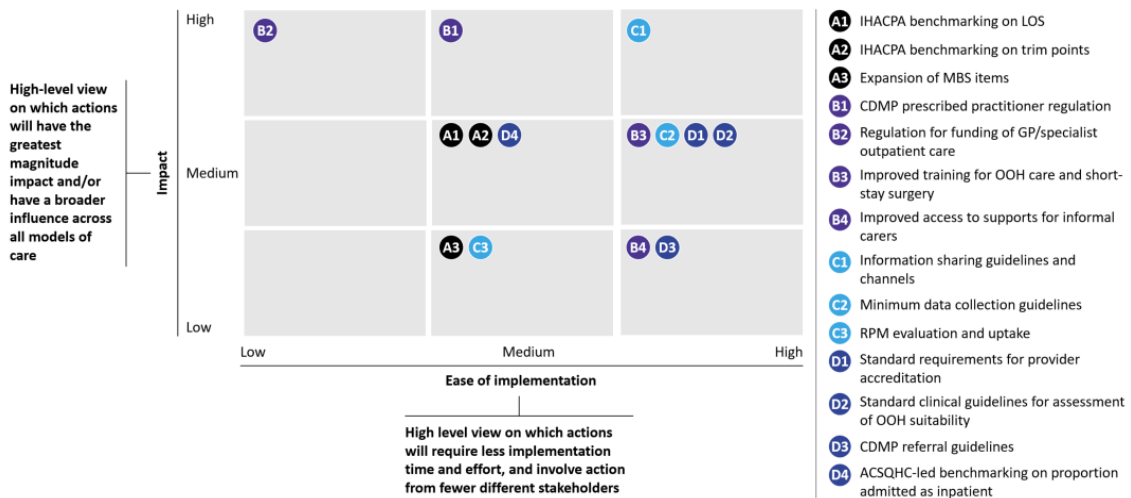 High
B2
B1
C1
High-level view
on which actions
will have the
greatest
magnitude
impact and/or
have a broader
influence across
all models of
care
Impact
Medium
A1 A2 D4
B3 C2 D1 D2
A3 C3
B4 D3
Low
Low
Medium
High
Ease of implementation
High level view on which actions
will require less implementation
time and effort, and involve action
from fewer different stakeholders
A1 IHACPA benchmarking on LOS
A2 IHACPA benchmarking on trim points
A3 Expansion of MBS items
B1 CDMP prescribed practitioner regulation
B2 Regulation for funding of GP/specialist
outpatient care
B3 Improved training for OOH care and short-
stay surgery
B4 Improved access to supports for informal
carers
C1 Information sharing guidelines and
channels
C2 Minimum data collection guidelines
C3 RPM evaluation and uptake
D1 Standard requirements for provider
accreditation
D2 Standard clinical guidelines for assessment
of OOH suitability
D3 CDMP referral guidelines
D4 ACSQHC-led benchmarking on proportion
admitted as inpatient